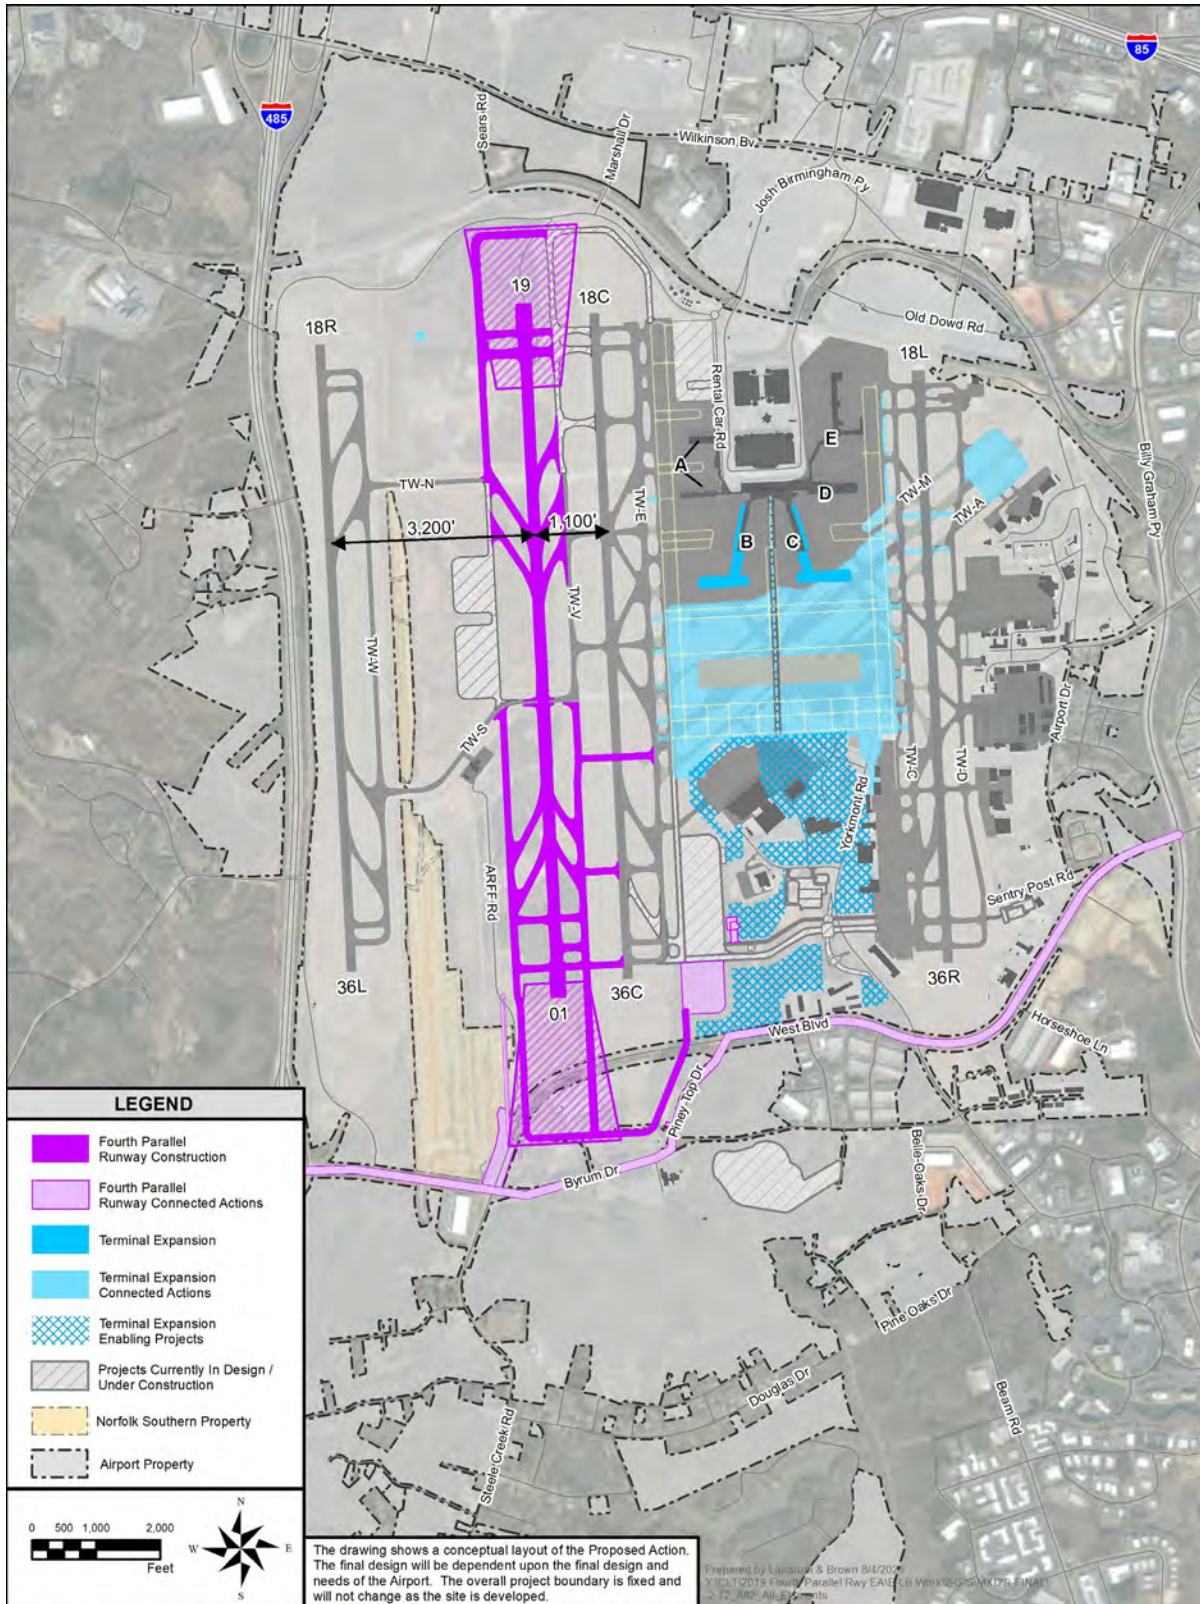 85
485
Sears Rd
Marshall Dr
Wilkinson Bv
Josh Birmingham Py
Old Dowd Rd
19
18C
18R
18L
Rental Car Rd
E
A
D
TW-E
TW-M
TW-A
TW-N
3,200'
1,100'
B
C
Billy Graham Py
TW-V
TW-W
TW-S
Airport Dr
TW-C
TW-D
Yorkmont Rd
ARFF Rd
Sentry Post Rd
36L
36C
36R
01
West Blvd
Horseshoe Ln
Piney Top Dr
Byrum Dr
Belle Oaks Dr
Pine Oaks Dr
Douglas Dr
Beam Rd
Steele Creek Rd
LEGEND
Fourth Parallel
Runway Construction
Fourth Parallel
Runway Connected Actions
Terminal Expansion
Terminal Expansion
Connected Actions
Terminal Expansion
Enabling Projects
Projects Currently In Design /
Under Construction
Norfolk Southern Property
Airport Property
0 500 1,000 2,000
Feet
N
W E
S
The drawing shows a conceptual layout of the Proposed Action.
The final design will be dependent upon the final design and
needs of the Airport. The overall project boundary is fixed and
will not change as the site is developed.
Prepared by Landrum & Brown